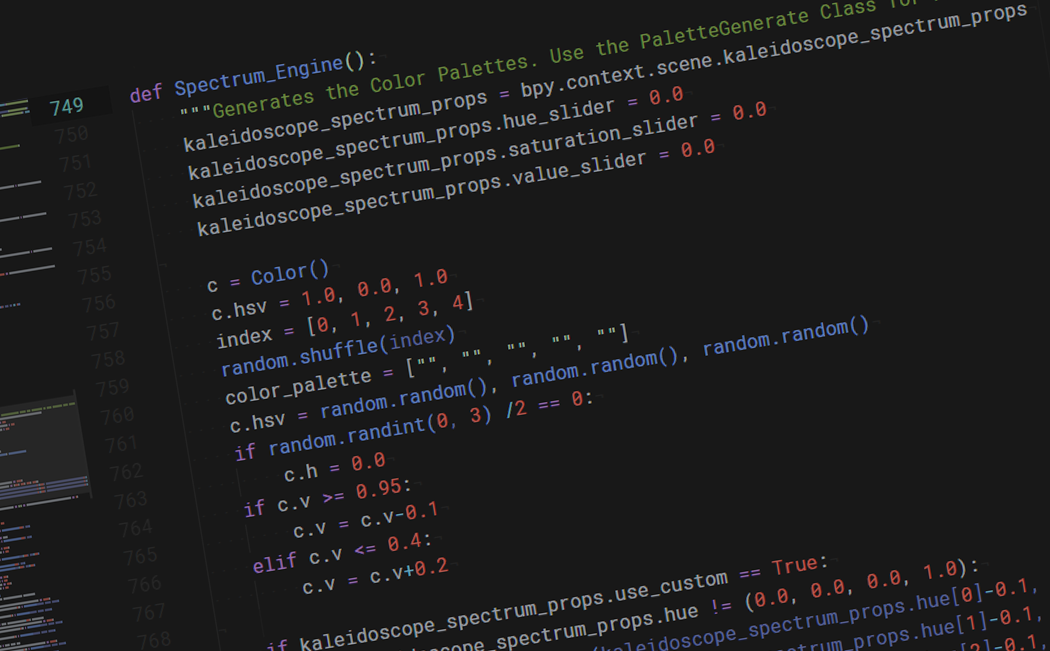 749 def Spectrum_Engine():
750 """Generates the Color Palettes. Use the PaletteGenerate Class for
751 kaleidoscope_spectrum_props = bpy.context.scene.kaleidoscope_spectrum_props
752 kaleidoscope_spectrum_props.hue_slider = 0.0
753 kaleidoscope_spectrum_props.saturation_slider = 0.0
754 kaleidoscope_spectrum_props.value_slider = 0.0
755
756 c = Color()
757 c.hsv = 1.0, 0.0, 1.0
758 index = [0, 1, 2, 3, 4]
759 random.shuffle(index)
760 color_palette = ["", "", "", "", ""]
761 c.hsv = random.random(), random.random(), random.random()
762 if random.randint(0, 3) /2 == 0:
763 c.h = 0.0
764 if c.v >= 0.95:
765 c.v = c.v-0.1
766 elif c.v <= 0.4:
767 c.v = c.v+0.2
768
if kaleidoscope_spectrum_props.use_custom == True:
_spectrum_props.hue != (0.0, 0.0, 0.0, 1.0):
(kaleidoscope_spectrum_props.hue[0]-0.1,
spectrum_props.hue[1]-0.1,
[2]-0.1,